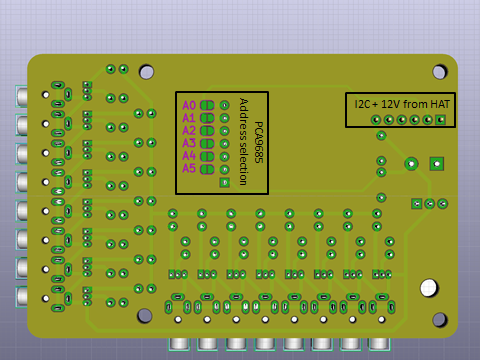 A0
A1
A2
A3
A4
A5
Address selection
PCA9685
I2C + 12V from HAT